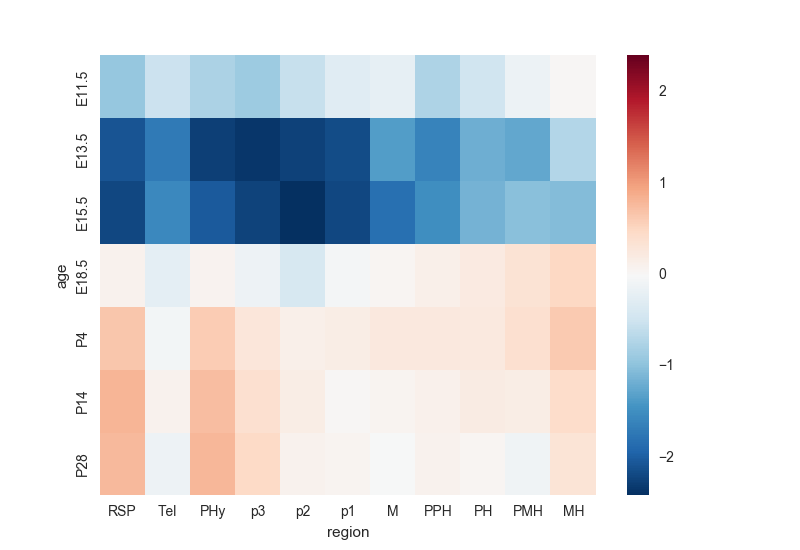 age
E11.5
E13.5
E15.5
E18.5
P4
P14
P28
RSP Tel PHy p3 p2 p1 M PPH PH PMH MH
region
2
1
0
−1
−2